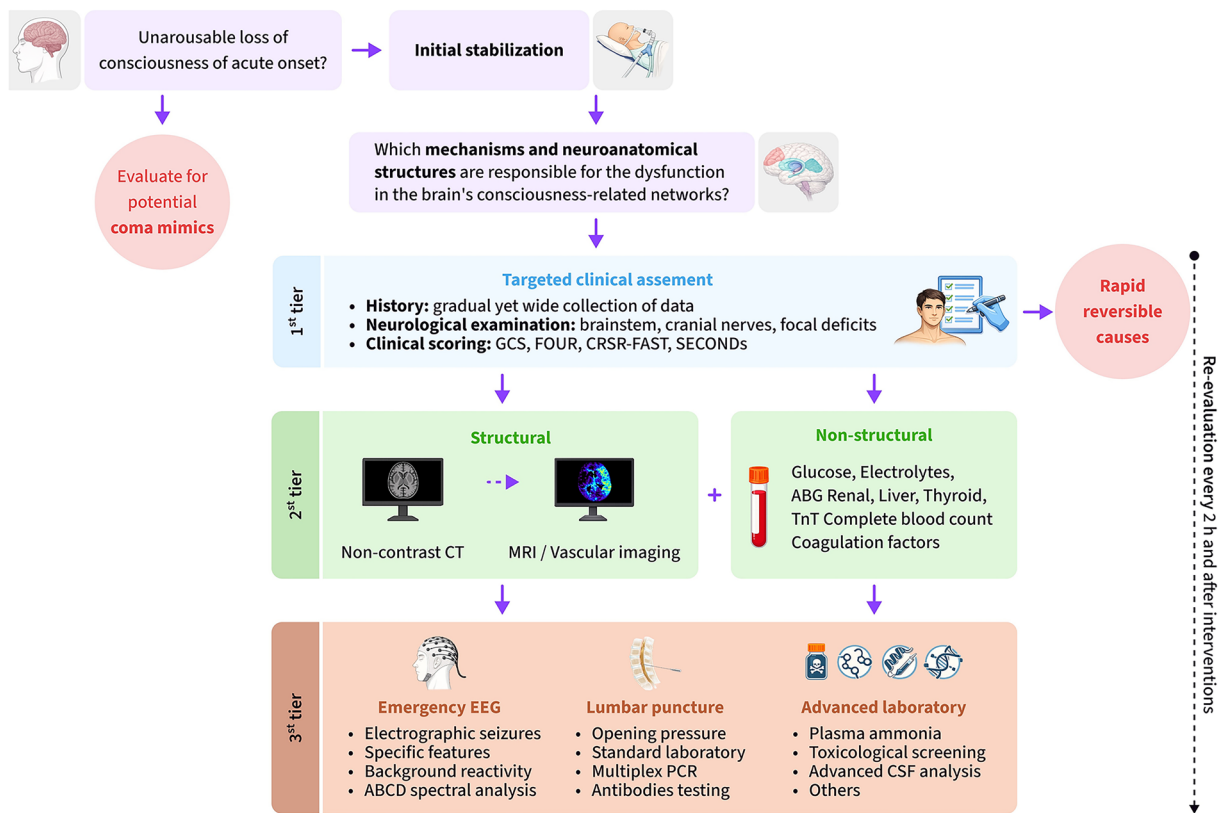 Unarousable loss of
consciousness of acute onset?
Initial stabilization
Evaluate for
potential
coma mimics
Which mechanisms and neuroanatomical
structures are responsible for the dysfunction
in the brain's consciousness-related networks?
1st tier
Targeted clinical assement
• History: gradual yet wide collection of data
• Neurological examination: brainstem, cranial nerves, focal deficits
• Clinical scoring: GCS, FOUR, CRSR-FAST, SECONDs
Rapid
reversible
causes
Re-evaluation every 2 h and after interventions
2st tier
Structural
Non-contrast CT
MRI / Vascular imaging
+
Non-structural
Glucose, Electrolytes,
ABG Renal, Liver, Thyroid,
TnT Complete blood count
Coagulation factors
3st tier
Emergency EEG
• Electrographic seizures
• Specific features
• Background reactivity
• ABCD spectral analysis
Lumbar puncture
• Opening pressure
• Standard laboratory
• Multiplex PCR
• Antibodies testing
Advanced laboratory
• Plasma ammonia
• Toxicological screening
• Advanced CSF analysis
• Others